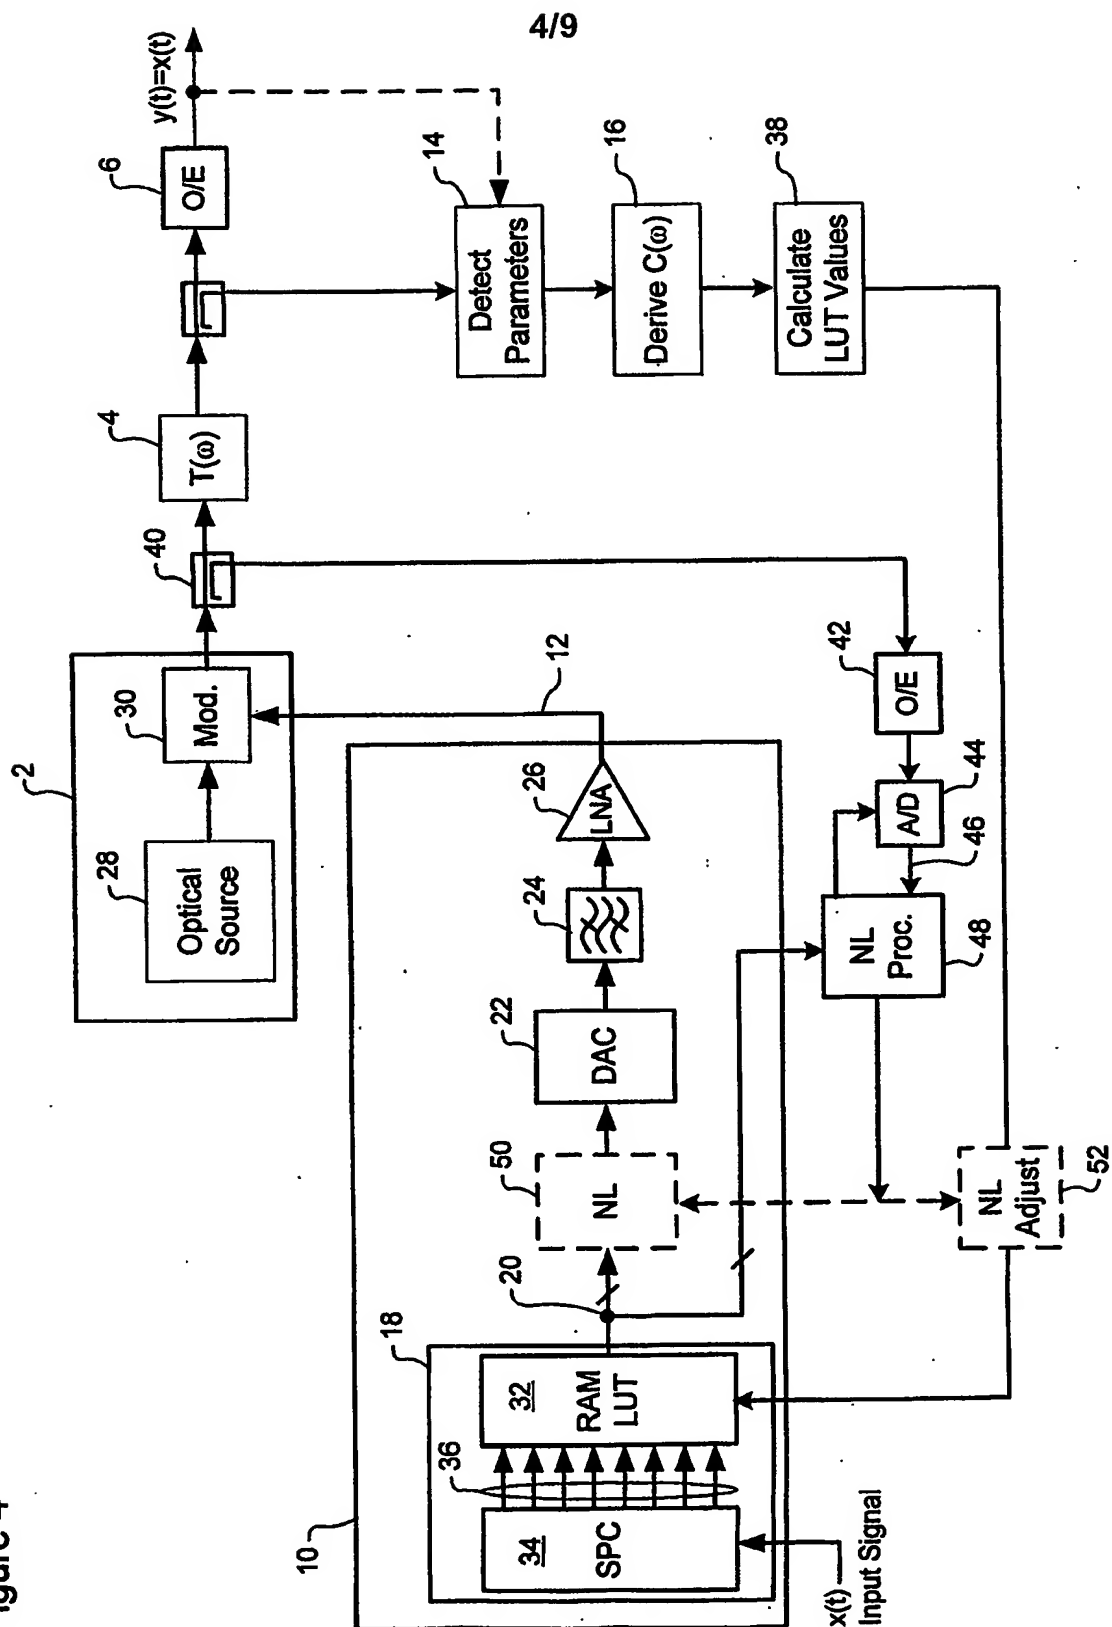 4/9
igure 4
2
28
Optical
Source
30
Mod.
40
4
T(ω)
6
O/E
y(t)=x(t)
14
Detect
Parameters
16
Derive C(ω)
38
Calculate
LUT Values
12
10
18
34
SPC
36
32
RAM
LUT
20
50
NL
22
DAC
24
26
LNA
42
O/E
44
A/D
46
NL
Proc.
48
NL
Adjust
52
x(t)
Input Signal